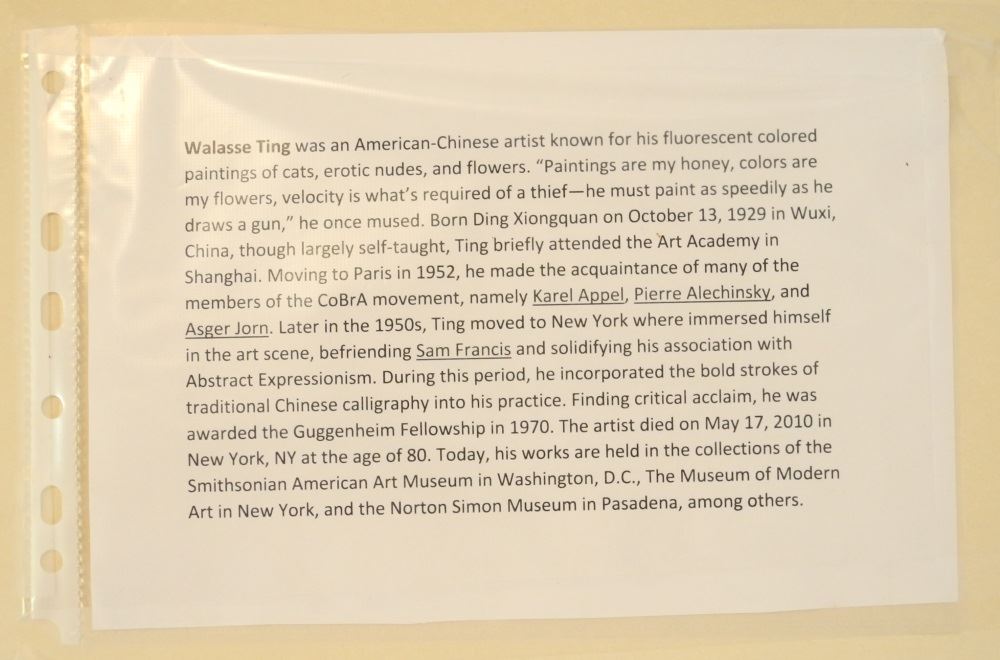 Walasse Ting was an American-Chinese artist known for his fluorescent colored
paintings of cats, erotic nudes, and flowers. “Paintings are my honey, colors are
my flowers, velocity is what’s required of a thief—he must paint as speedily as he
draws a gun,” he once mused. Born Ding Xiongquan on October 13, 1929 in Wuxi,
China, though largely self-taught, Ting briefly attended the Art Academy in
Shanghai. Moving to Paris in 1952, he made the acquaintance of many of the
members of the CoBrA movement, namely Karel Appel, Pierre Alechinsky, and
Asger Jorn. Later in the 1950s, Ting moved to New York where immersed himself
in the art scene, befriending Sam Francis and solidifying his association with
Abstract Expressionism. During this period, he incorporated the bold strokes of
traditional Chinese calligraphy into his practice. Finding critical acclaim, he was
awarded the Guggenheim Fellowship in 1970. The artist died on May 17, 2010 in
New York, NY at the age of 80. Today, his works are held in the collections of the
Smithsonian American Art Museum in Washington, D.C., The Museum of Modern
Art in New York, and the Norton Simon Museum in Pasadena, among others.